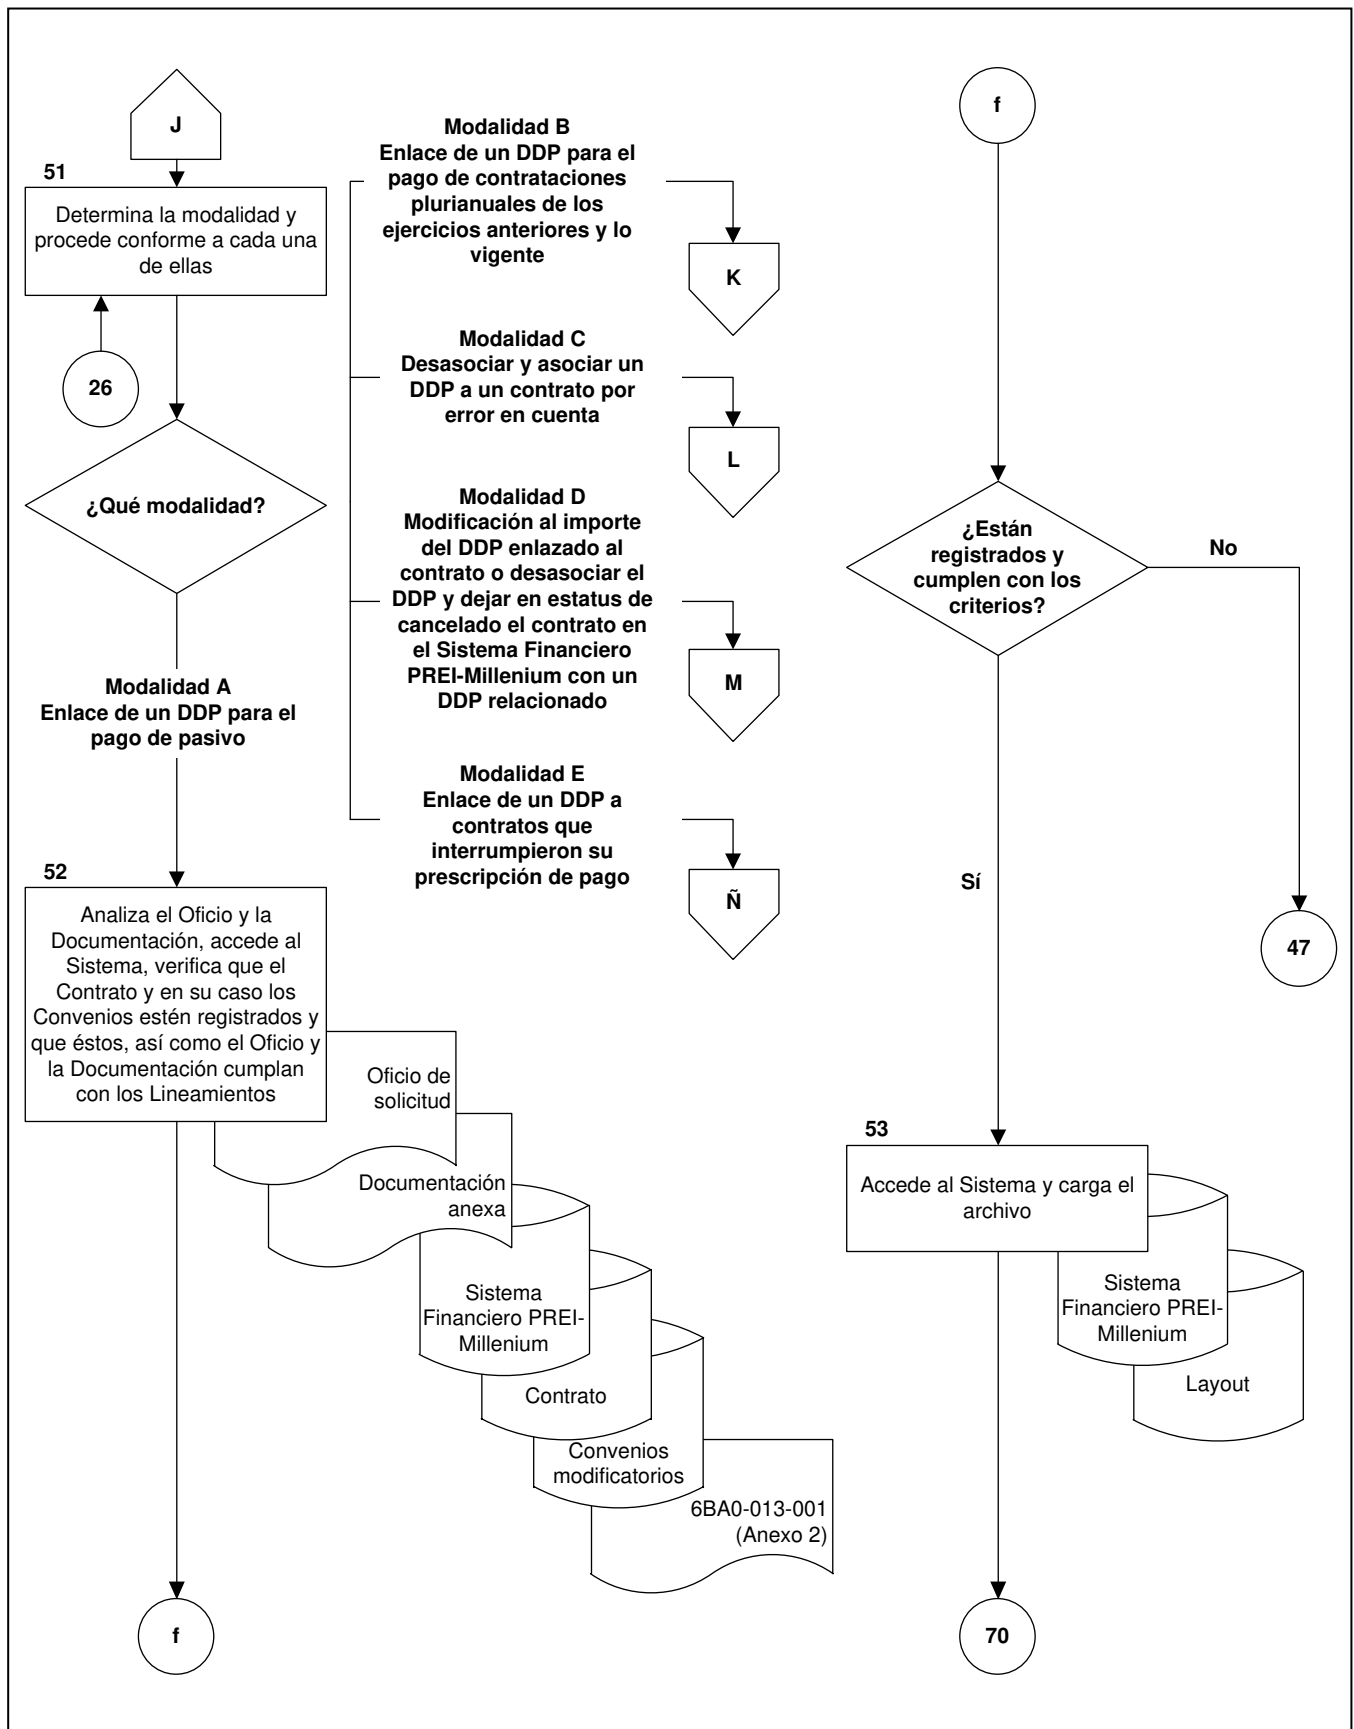 J
51
Determina la modalidad y
procede conforme a cada una
de ellas
26
¿Qué modalidad?
Modalidad A
Enlace de un DDP para el
pago de pasivo
Modalidad B
Enlace de un DDP para el
pago de contrataciones
plurianuales de los
ejercicios anteriores y lo
vigente
K
Modalidad C
Desasociar y asociar un
DDP a un contrato por
error en cuenta
L
Modalidad D
Modificación al importe
del DDP enlazado al
contrato o desasociar el
DDP y dejar en estatus de
cancelado el contrato en
el Sistema Financiero
PREI-Millenium con un
DDP relacionado
M
Modalidad E
Enlace de un DDP a
contratos que
interrumpieron su
prescripción de pago
Ñ
52
Analiza el Oficio y la
Documentación, accede al
Sistema, verifica que el
Contrato y en su caso los
Convenios estén registrados y
que éstos, así como el Oficio y
la Documentación cumplan
con los Lineamientos
Oficio de
solicitud
Documentación
anexa
Sistema
Financiero PREI-
Millenium
Contrato
Convenios
modificatorios
6BA0-013-001
(Anexo 2)
f
f
¿Están
registrados y
cumplen con los
criterios?
No
47
Sí
53
Accede al Sistema y carga el
archivo
Sistema
Financiero PREI-
Millenium
Layout
70